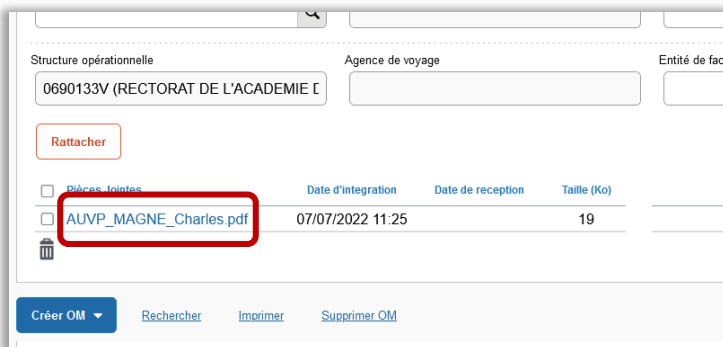 Structure opérationnelle Agence de voyage Entité de fac
0690133V (RECTORAT DE L'ACADEMIE D
Rattacher
Pièces Jointes Date d'integration Date de reception Taille (Ko)
AUVP_MAGNE_Charles.pdf 07/07/2022 11:25 19
Créer OM Rechercher Imprimer Supprimer OM